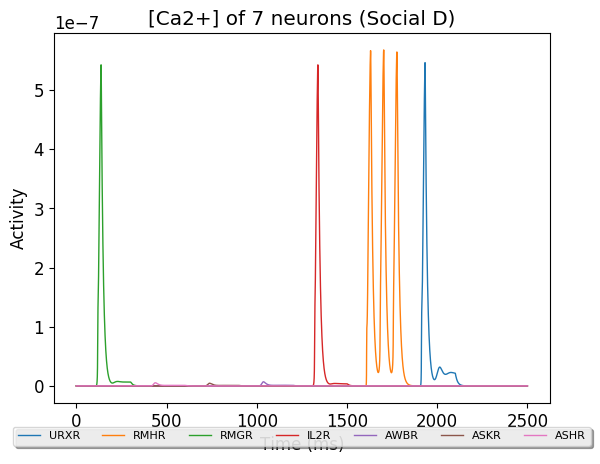 [Ca2+] of 7 neurons (Social D)
1e−7
5
4
3
2
1
0
Activity
0 500 1000 1500 2000 2500
Time (ms)
URXR RMHR RMGR IL2R AWBR ASKR ASHR